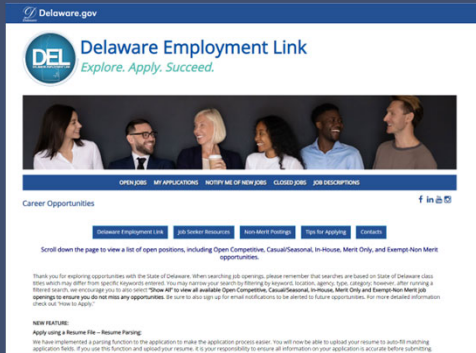 Delaware.gov
DEL
Delaware Employment Link
Explore. Apply. Succeed.
OPEN JOBS MY APPLICATIONS NOTIFY ME OF NEW JOBS CLOSED JOBS JOB DESCRIPTIONS
Career Opportunities
Delaware Employment Link Job Seeker Resources Non-Merit Postings Tips for Applying Contacts
Scroll down the page to view a list of open positions, including Open Competitive, Casual/Seasonal, In-House, Merit Only, and Exempt-Non Merit
opportunities.
Thank you for exploring opportunities with the State of Delaware. When searching job openings, please remember that searches are based on State of Delaware class
titles which may differ from specific keywords entered. You may narrow your search by filtering by keyword, location, agency, type, category; however, after running a
filtered search, we encourage you to also select "Show All" to view all available Open Competitive, Casual/Seasonal, In-House, Merit Only and Exempt-Non Merit job
openings to ensure you do not miss any opportunities. Be sure to also sign up for email notifications to be alerted to future opportunities. For more detailed information
check out "How to Apply."
NEW FEATURE:
Apply using a Resume File – Resume Parsing:
We have implemented a parsing function to the application to make the application process easier. You will now be able to upload your resume to auto-fill matching
application fields. If you use this function and upload your resume, it is your responsibility to ensure all information on your application is accurate before submitting